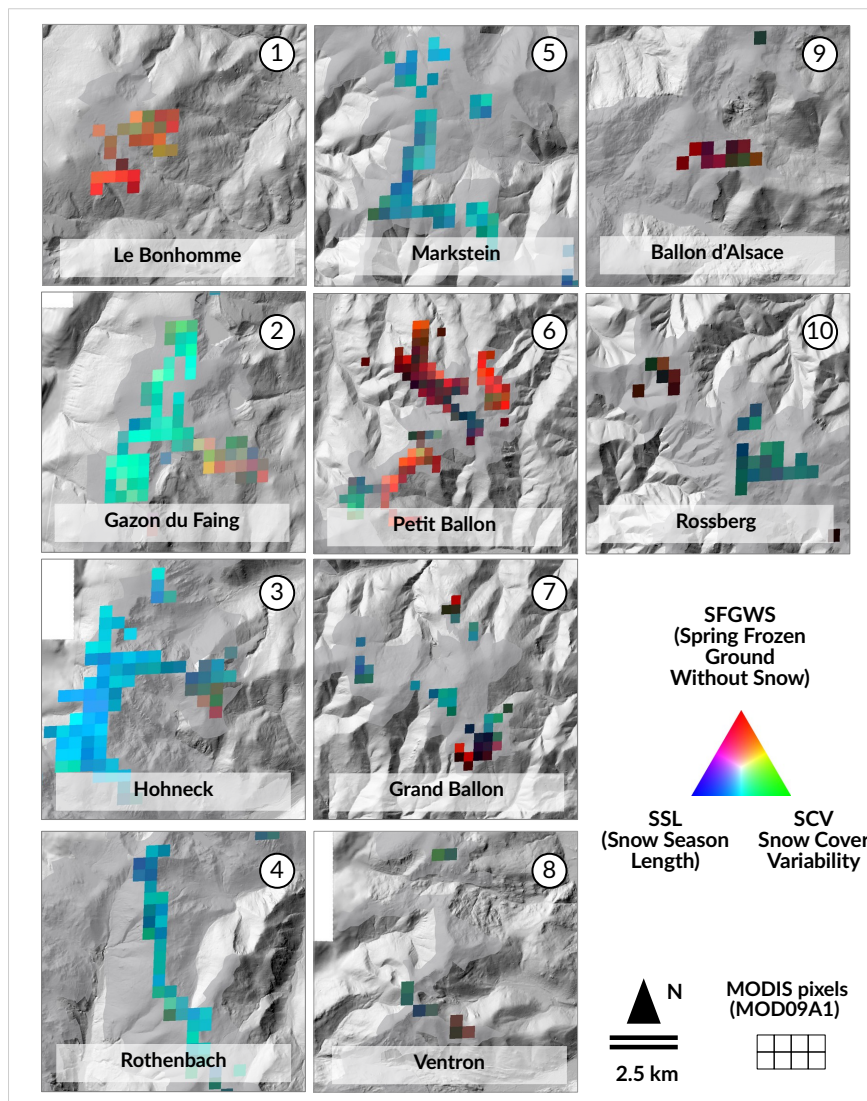 1
Le Bonhomme
5
Markstein
9
Ballon d'Alsace
2
Gazon du Faing
6
Petit Ballon
10
Rossberg
3
Hohneck
7
Grand Ballon
SFGWS
(Spring Frozen
Ground
Without Snow)
SSL
(Snow Season
Length)
SCV
Snow Cover
Variability
4
Rothenbach
8
Ventron
N
2.5 km
MODIS pixels
(MOD09A1)